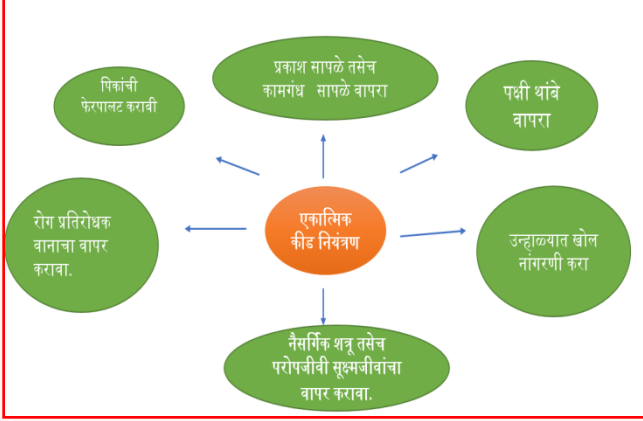 प्रकाश सापळे तसेच
कामगंध सापळे वापरा
पिकांची
फेरपालट करावी
पक्षी थांबे
वापरा
एकात्मिक
कीड नियंत्रण
रोग प्रतिरोधक
वानाचा वापर
करावा.
उन्हाळ्यात खोल
नांगरणी करा
नैसर्गिक शत्रू तसेच
परोपजीवी सूक्ष्मजीवांचा
वापर करावा.